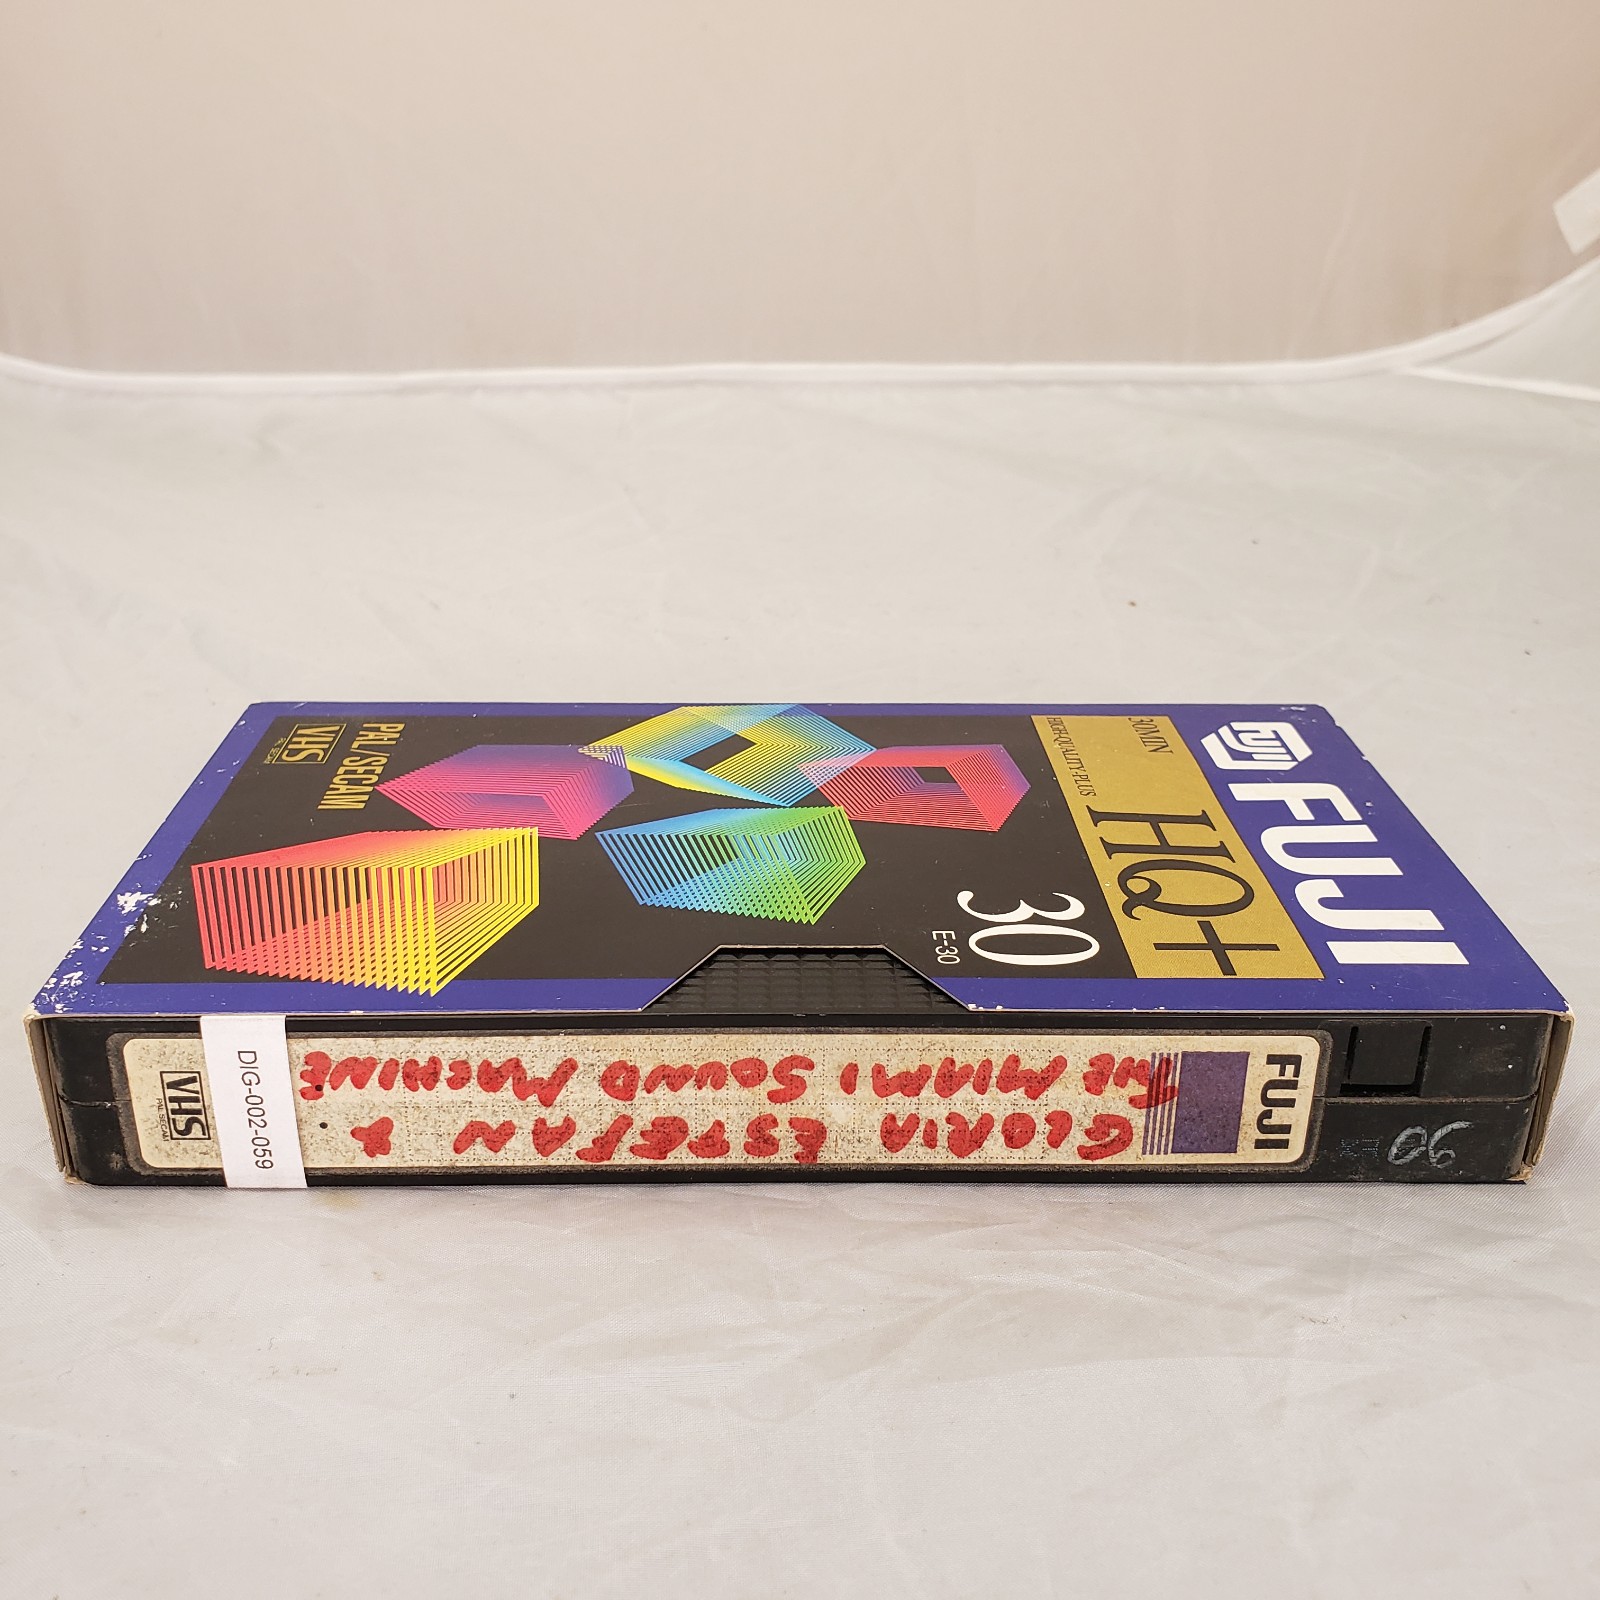 FUJI FUJI
30MIN
HIGH-QUALITY-PLUS
HQ+
30
E-30
PAL/SECAM
VHS
PAL SECAM
FUJI
GLORIA ESTEFAN &
THE MIAMI SOUND MACHINE
DIG-002-059
VHS
PAL/SECAM